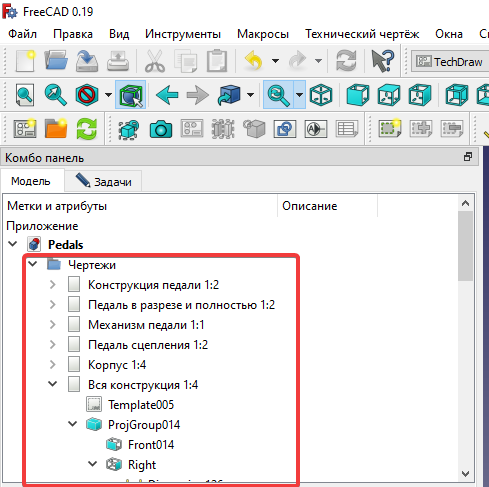 FreeCAD 0.19
Файл Правка Вид Инструменты Макросы Технический чертёж Окна
TechDraw
Комбо панель
Модель Задачи
Метки и атрибуты Описание
Приложение
Pedals
Чертежи
Конструкция педали 1:2
Педаль в разрезе и полностью 1:2
Механизм педали 1:1
Педаль сцепления 1:2
Корпус 1:4
Вся конструкция 1:4
Template005
ProjGroup014
Front014
Right